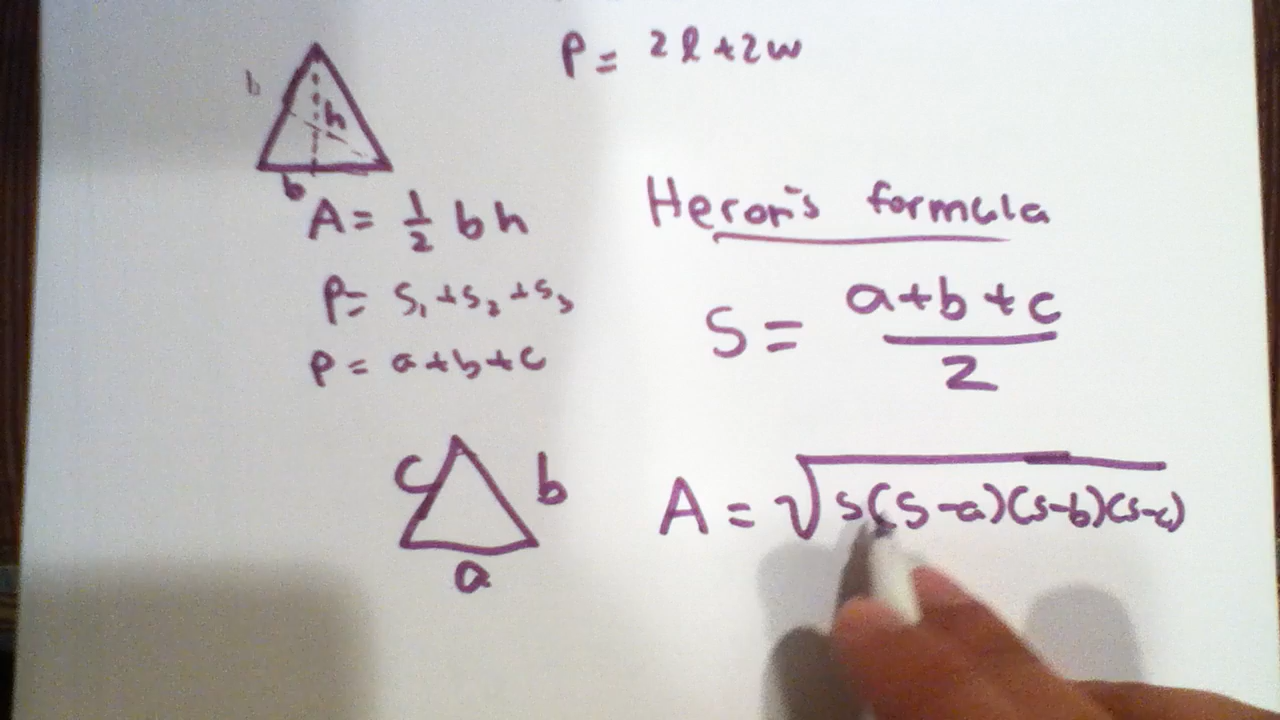 P = 2l + 2w
b
h
b
A = 1/2 bh
P = S₁ + S₂ + S₃
P = a + b + c
c
b
a
Heron's formula
S = (a + b + c)/2
A = √s(s-a)(s-b)(s-c)